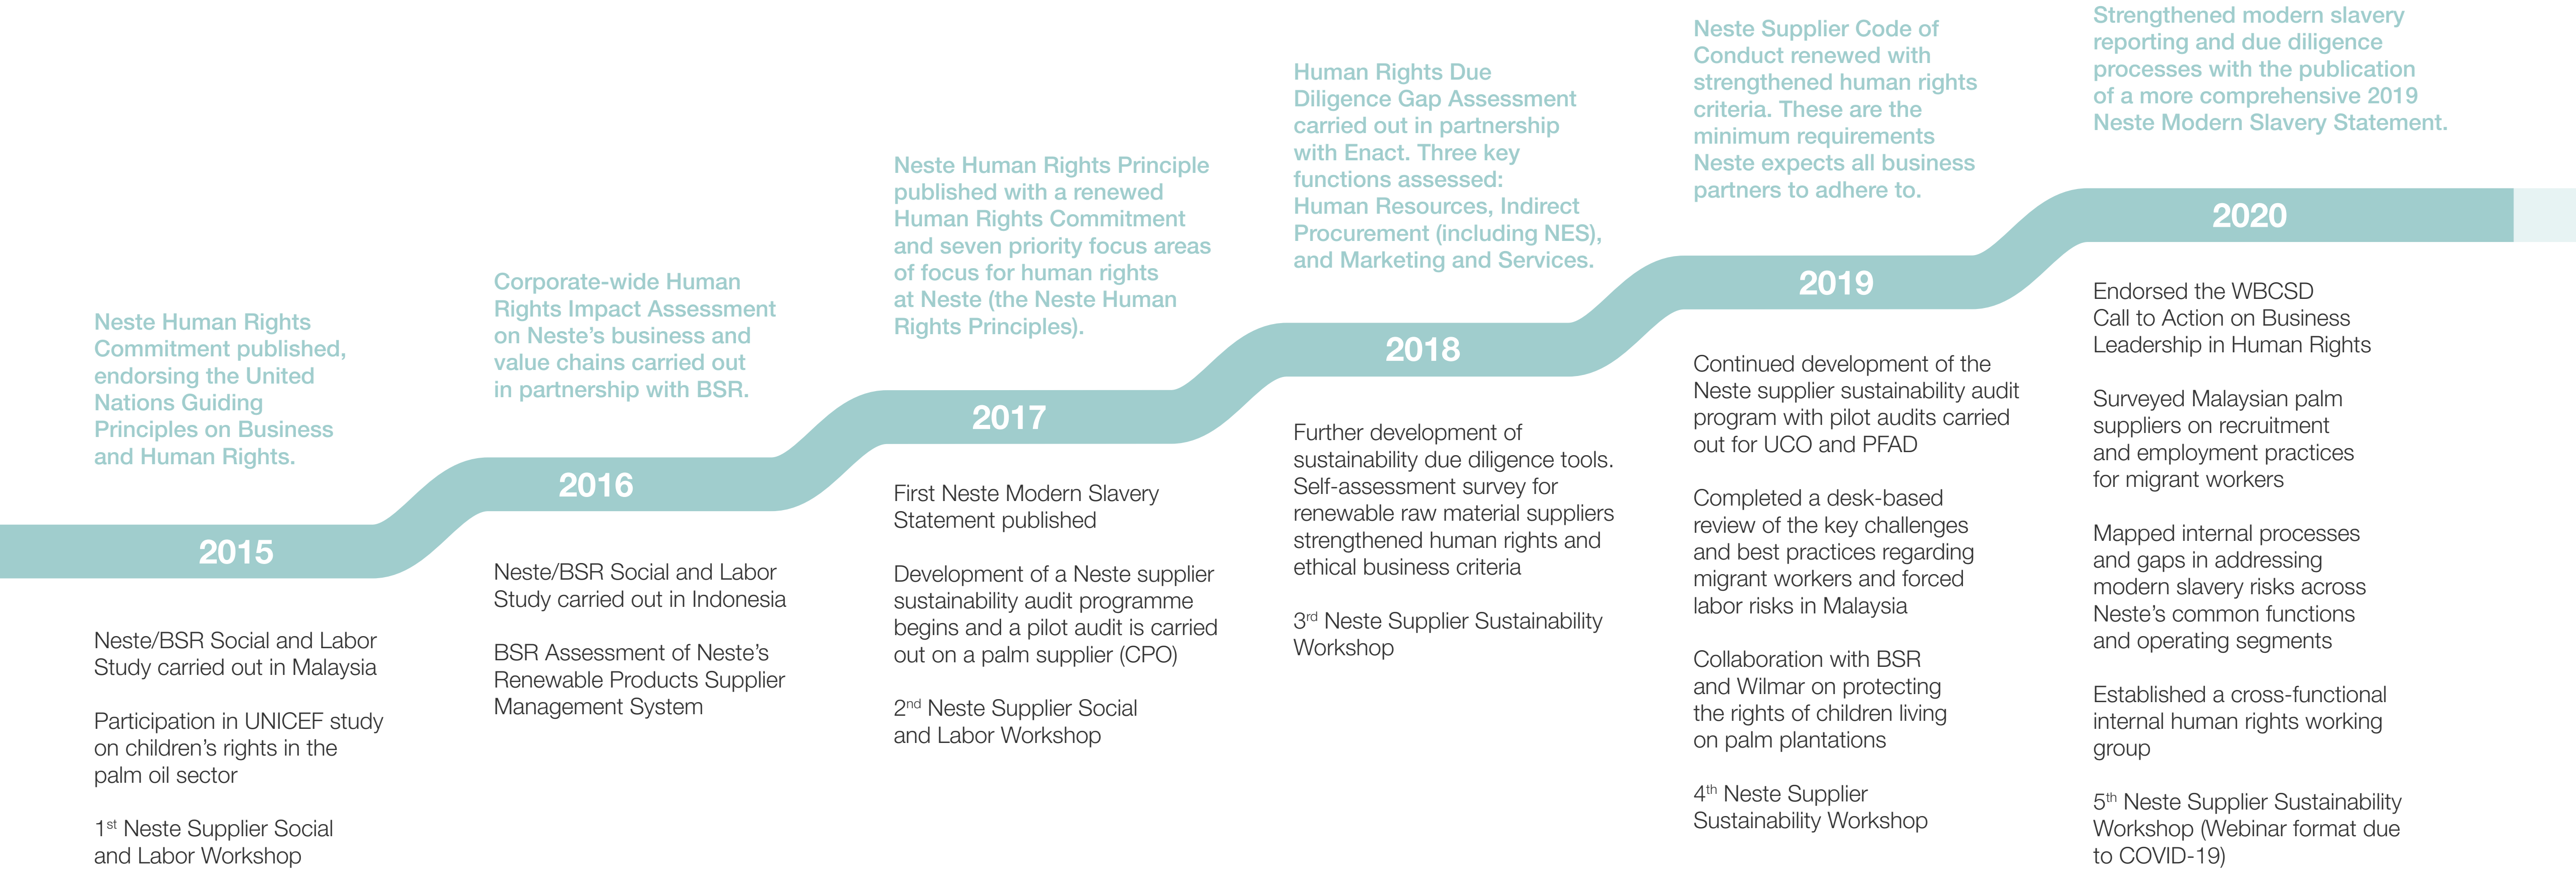 Neste Human Rights
Commitment published,
endorsing the United
Nations Guiding
Principles on Business
and Human Rights.
2015
Neste/BSR Social and Labor
Study carried out in Malaysia
Participation in UNICEF study
on children’s rights in the
palm oil sector
1st Neste Supplier Social
and Labor Workshop
Corporate-wide Human
Rights Impact Assessment
on Neste’s business and
value chains carried out
in partnership with BSR.
2016
Neste/BSR Social and Labor
Study carried out in Indonesia
BSR Assessment of Neste’s
Renewable Products Supplier
Management System
Neste Human Rights Principle
published with a renewed
Human Rights Commitment
and seven priority focus areas
of focus for human rights
at Neste (the Neste Human
Rights Principles).
2017
First Neste Modern Slavery
Statement published
Development of a Neste supplier
sustainability audit programme
begins and a pilot audit is carried
out on a palm supplier (CPO)
2nd Neste Supplier Social
and Labor Workshop
Human Rights Due
Diligence Gap Assessment
carried out in partnership
with Enact. Three key
functions assessed:
Human Resources, Indirect
Procurement (including NES),
and Marketing and Services.
2018
Further development of
sustainability due diligence tools.
Self-assessment survey for
renewable raw material suppliers
strengthened human rights and
ethical business criteria
3rd Neste Supplier Sustainability
Workshop
Neste Supplier Code of
Conduct renewed with
strengthened human rights
criteria. These are the
minimum requirements
Neste expects all business
partners to adhere to.
2019
Continued development of the
Neste supplier sustainability audit
program with pilot audits carried
out for UCO and PFAD
Completed a desk-based
review of the key challenges
and best practices regarding
migrant workers and forced
labor risks in Malaysia
Collaboration with BSR
and Wilmar on protecting
the rights of children living
on palm plantations
4th Neste Supplier
Sustainability Workshop
Strengthened modern slavery
reporting and due diligence
processes with the publication
of a more comprehensive 2019
Neste Modern Slavery Statement.
2020
Endorsed the WBCSD
Call to Action on Business
Leadership in Human Rights
Surveyed Malaysian palm
suppliers on recruitment
and employment practices
for migrant workers
Mapped internal processes
and gaps in addressing
modern slavery risks across
Neste’s common functions
and operating segments
Established a cross-functional
internal human rights working
group
5th Neste Supplier Sustainability
Workshop (Webinar format due
to COVID-19)